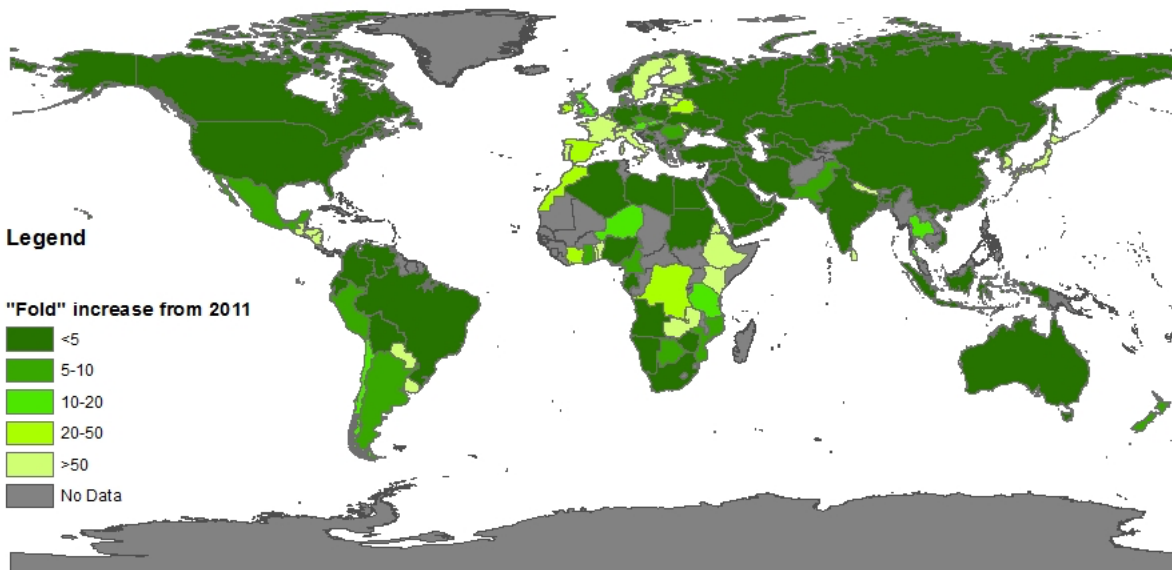 Legend
"Fold" increase from 2011
<5
5-10
10-20
20-50
>50
No Data